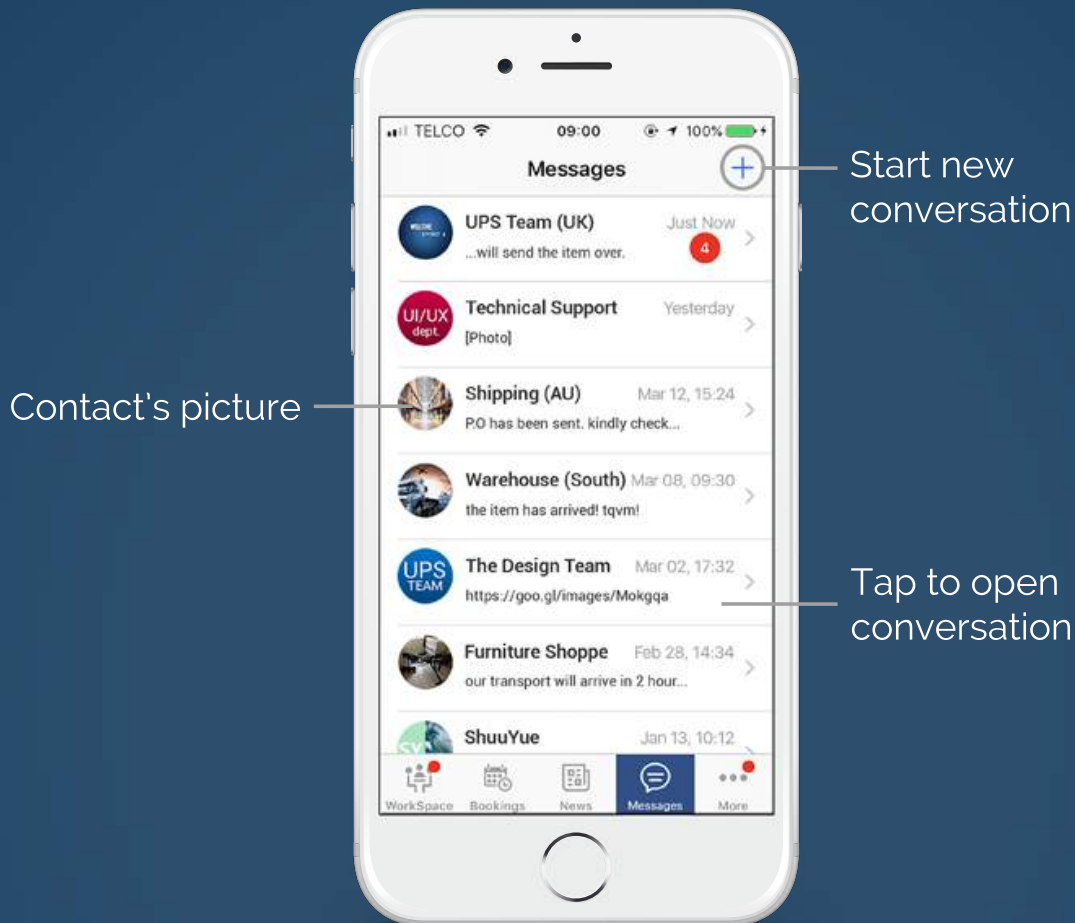 TELCO 09:00 100%
Messages
Start new
conversation
UPS Team (UK) Just Now
...will send the item over. 4
UI/UX
dept.
Technical Support Yesterday
[Photo]
Contact's picture
Shipping (AU) Mar 12, 15:24
P.O has been sent. kindly check...
Warehouse (South) Mar 08, 09:30
the item has arrived! tqvm!
UPS
TEAM
The Design Team Mar 02, 17:32
https://goo.gl/images/Mokgqa
Tap to open
conversation
Furniture Shoppe Feb 28, 14:34
our transport will arrive in 2 hour...
ShuuYue Jan 13, 10:12
WorkSpace Bookings News Messages More